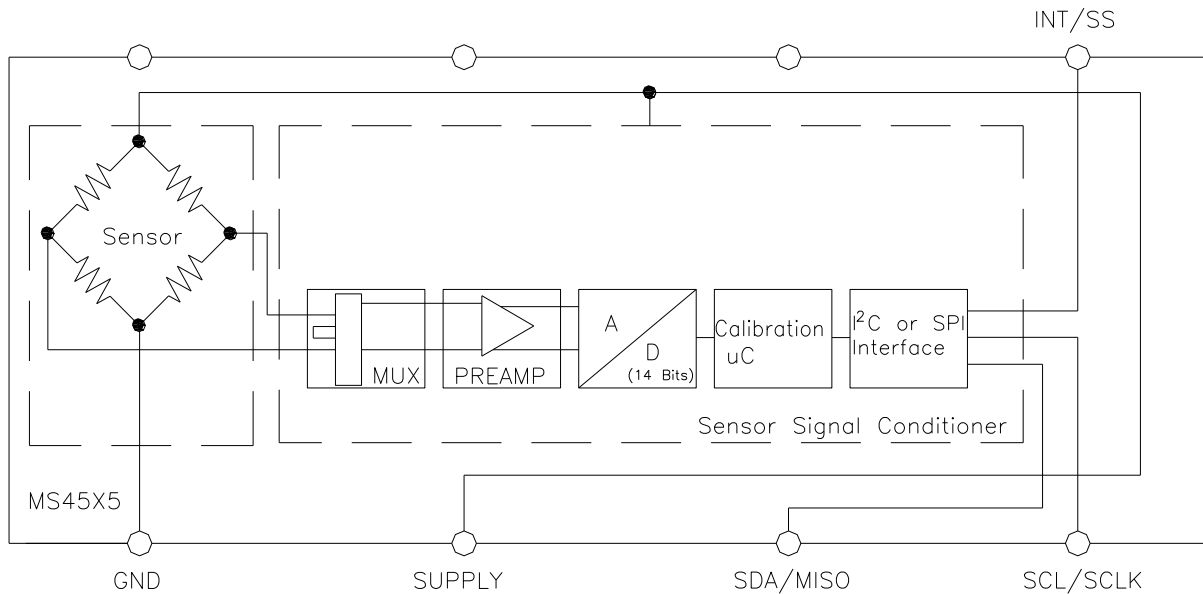 INT/SS
Sensor
MUX
PREAMP
A
D
(14 Bits)
Calibration
uC
I²C or SPI
Interface
Sensor Signal Conditioner
MS45X5
GND
SUPPLY
SDA/MISO
SCL/SCLK